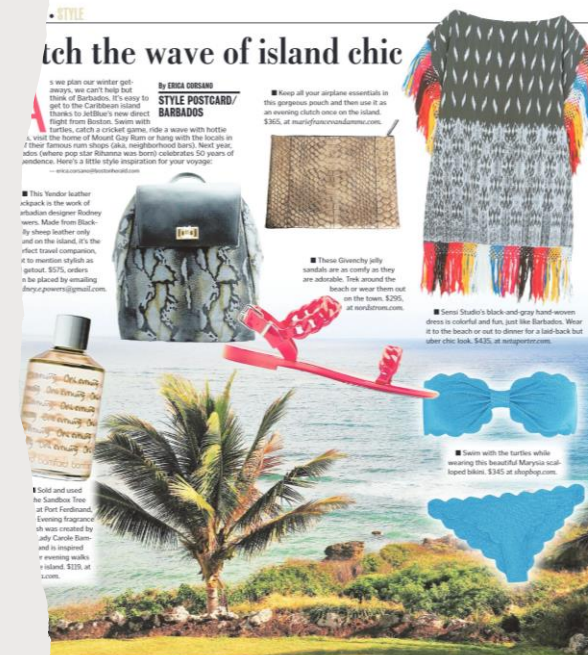 STYLE
tch the wave of island chic
s we plan our winter get-
aways, we can't help but
think of Barbados. It's easy to
get to the Caribbean island
thanks to JetBlue's new direct
flight from Boston. Swim with
turtles, catch a cricket game, ride a wave with hottie
visit the home of Mount Gay Rum or hang with the locals in
their famous rum shops (aka, neighborhood bars). Next year,
ados (where pop star Rihanna was born) celebrates 50 years of
endence. Here's a little style inspiration for your voyage:
— erica.corsano@bostonherald.com
By ERICA CORSANO
STYLE POSTCARD/
BARBADOS
■ Keep all your airplane essentials in
this gorgeous pouch and then use it as
an evening clutch once on the island.
$365, at mariefrancevandamme.com.
■ This Yendor leather
ackpack is the work of
arbadian designer Rodney
owers. Made from Black-
lly sheep leather only
und on the island, it's the
rfect travel companion,
ot to mention stylish as
getout. $575, orders
n be placed by emailing
dney.e.powers@gmail.com.
■ These Givenchy jelly
sandals are as comfy as they
are adorable. Trek around the
beach or wear them out
on the town. $295,
at nordstrom.com.
■ Sensi Studio's black-and-gray hand-woven
dress is colorful and fun, just like Barbados. Wear
it to the beach or out to dinner for a laid-back but
uber chic look. $435, at netaporter.com.
■ Swim with the turtles while
wearing this beautiful Marysia scal-
loped bikini. $345 at shopbop.com.
■ Sold and used
he Sandbox Tree
at Port Ferdinand,
Evening fragrance
sh was created by
ady Carole Bam-
and is inspired
r evening walks
island. $119, at
.com.